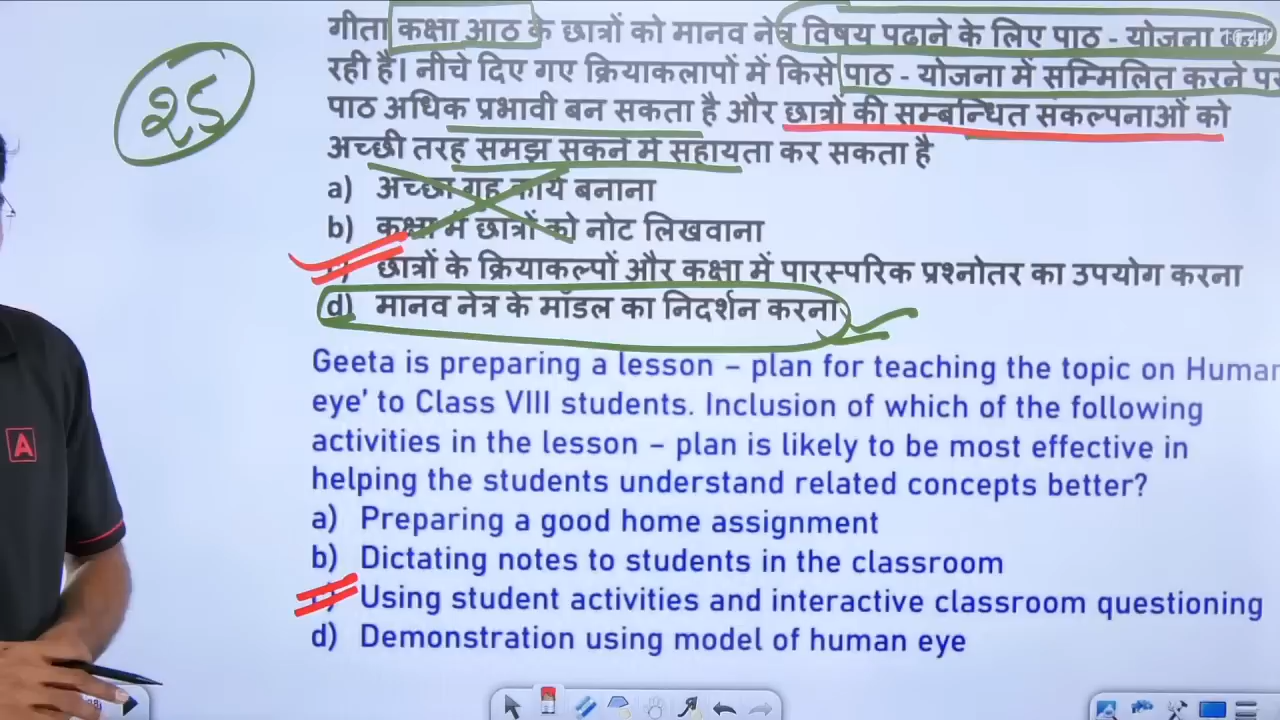 गीता कक्षा आठ के छात्रों को मानव नेत्र विषय पढाने के लिए पाठ - योजना
रही है। नीचे दिए गए क्रियाकलापों में किसे पाठ - योजना में सम्मिलित करने पर
पाठ अधिक प्रभावी बन सकता है और छात्रों की सम्बन्धित संकल्पनाओं को
अच्छी तरह समझ सकने में सहायता कर सकता है
25
a) अच्छा गृह कार्य बनाना
b) कक्षा में छात्रों को नोट लिखवाना
छात्रों के क्रियाकल्पों और कक्षा में पारस्परिक प्रश्नोतर का उपयोग करना
d) मानव नेत्र के मॉडल का निदर्शन करना
Geeta is preparing a lesson – plan for teaching the topic on Human
eye' to Class VIII students. Inclusion of which of the following
activities in the lesson – plan is likely to be most effective in
helping the students understand related concepts better?
a) Preparing a good home assignment
b) Dictating notes to students in the classroom
Using student activities and interactive classroom questioning
d) Demonstration using model of human eye
A